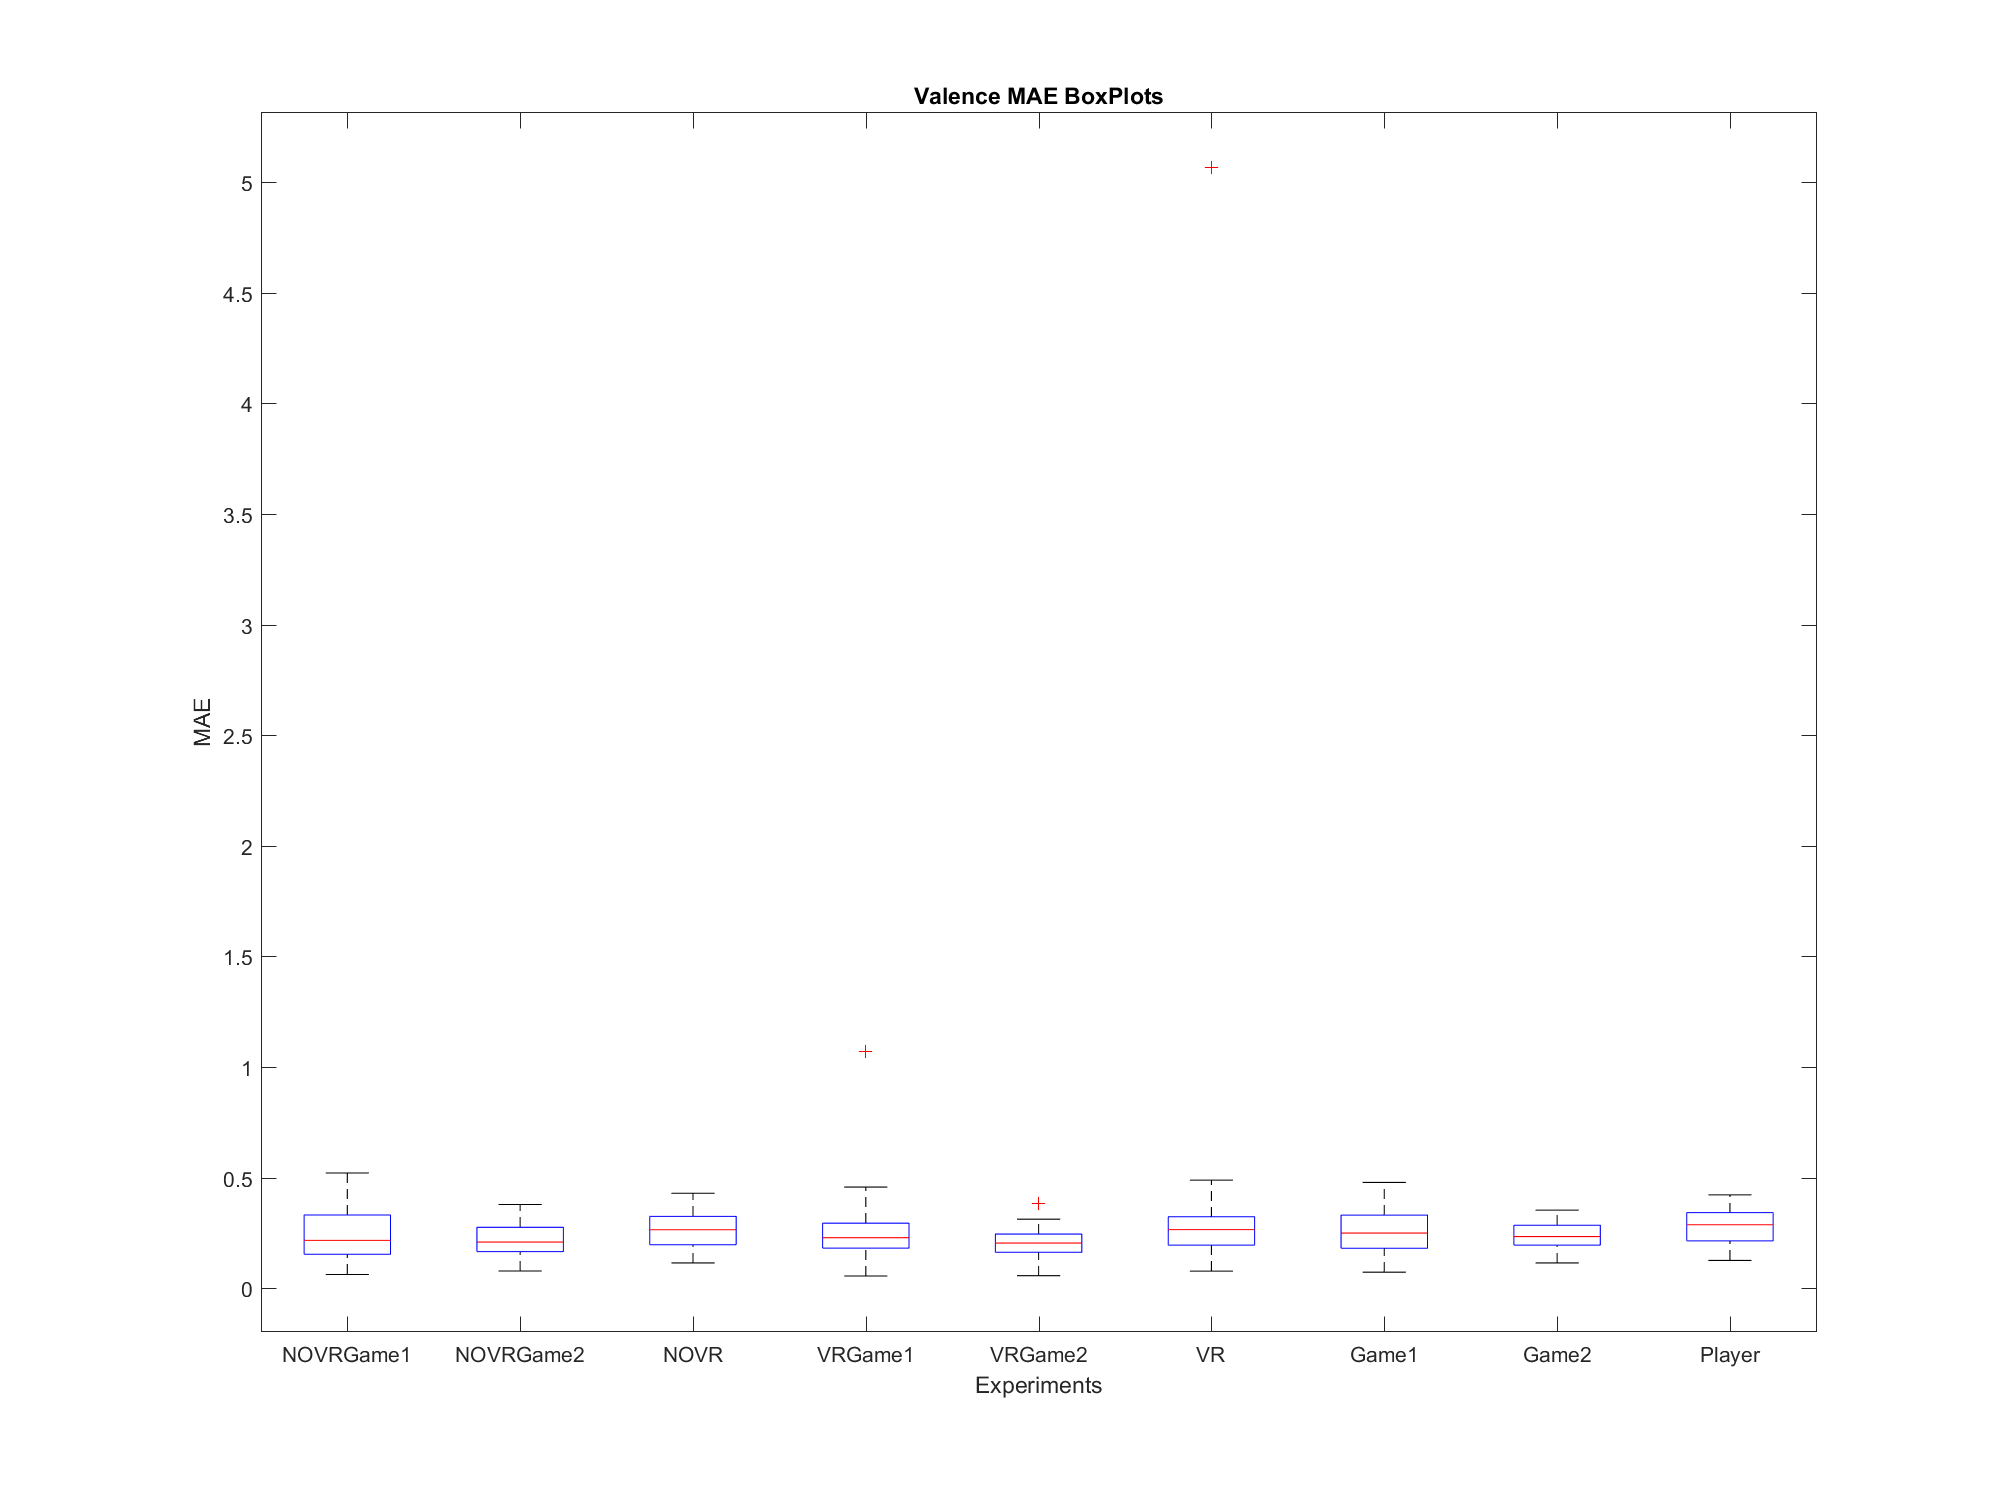 Valence MAE BoxPlots
5
4.5
4
3.5
3
2.5
2
1.5
1
0.5
0
MAE
NOVRGame1 NOVRGame2 NOVR VRGame1 VRGame2 VR Game1 Game2 Player
Experiments